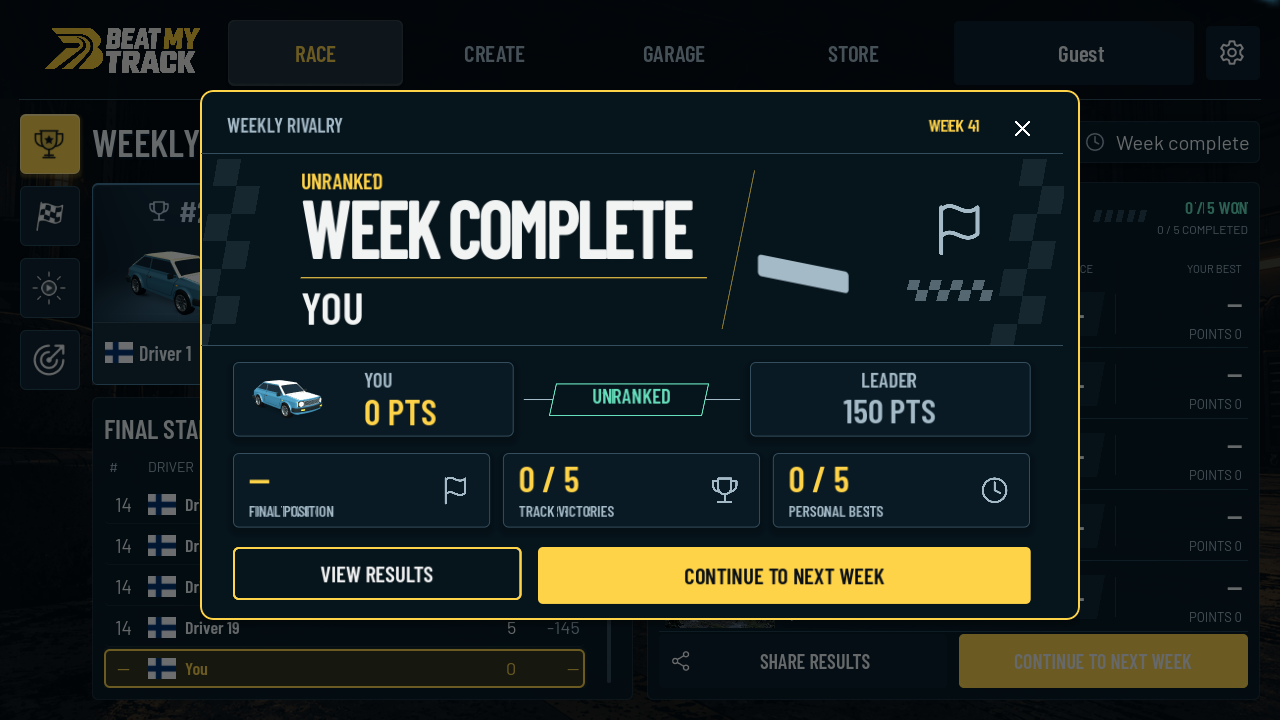 BEAT MY
TRACK
RACE
CREATE
GARAGE
STORE
Guest
WEEKLY
Week complete
WEEKLY RIVALRY
WEEK 41
UNRANKED
WEEK COMPLETE
YOU
YOU
0 PTS
UNRANKED
LEADER
150 PTS
–
FINAL POSITION
0 / 5
TRACK VICTORIES
0 / 5
PERSONAL BESTS
VIEW RESULTS
CONTINUE TO NEXT WEEK
Driver 1
FINAL STA
# DRIVER
14 Dr
14 Dr
14 Dr
14 Driver 19 5 -145
– You 0 –
0 / 5 WON
0 / 5 COMPLETED
YOUR BEST
–
POINTS 0
–
POINTS 0
–
POINTS 0
–
POINTS 0
–
POINTS 0
SHARE RESULTS
CONTINUE TO NEXT WEEK